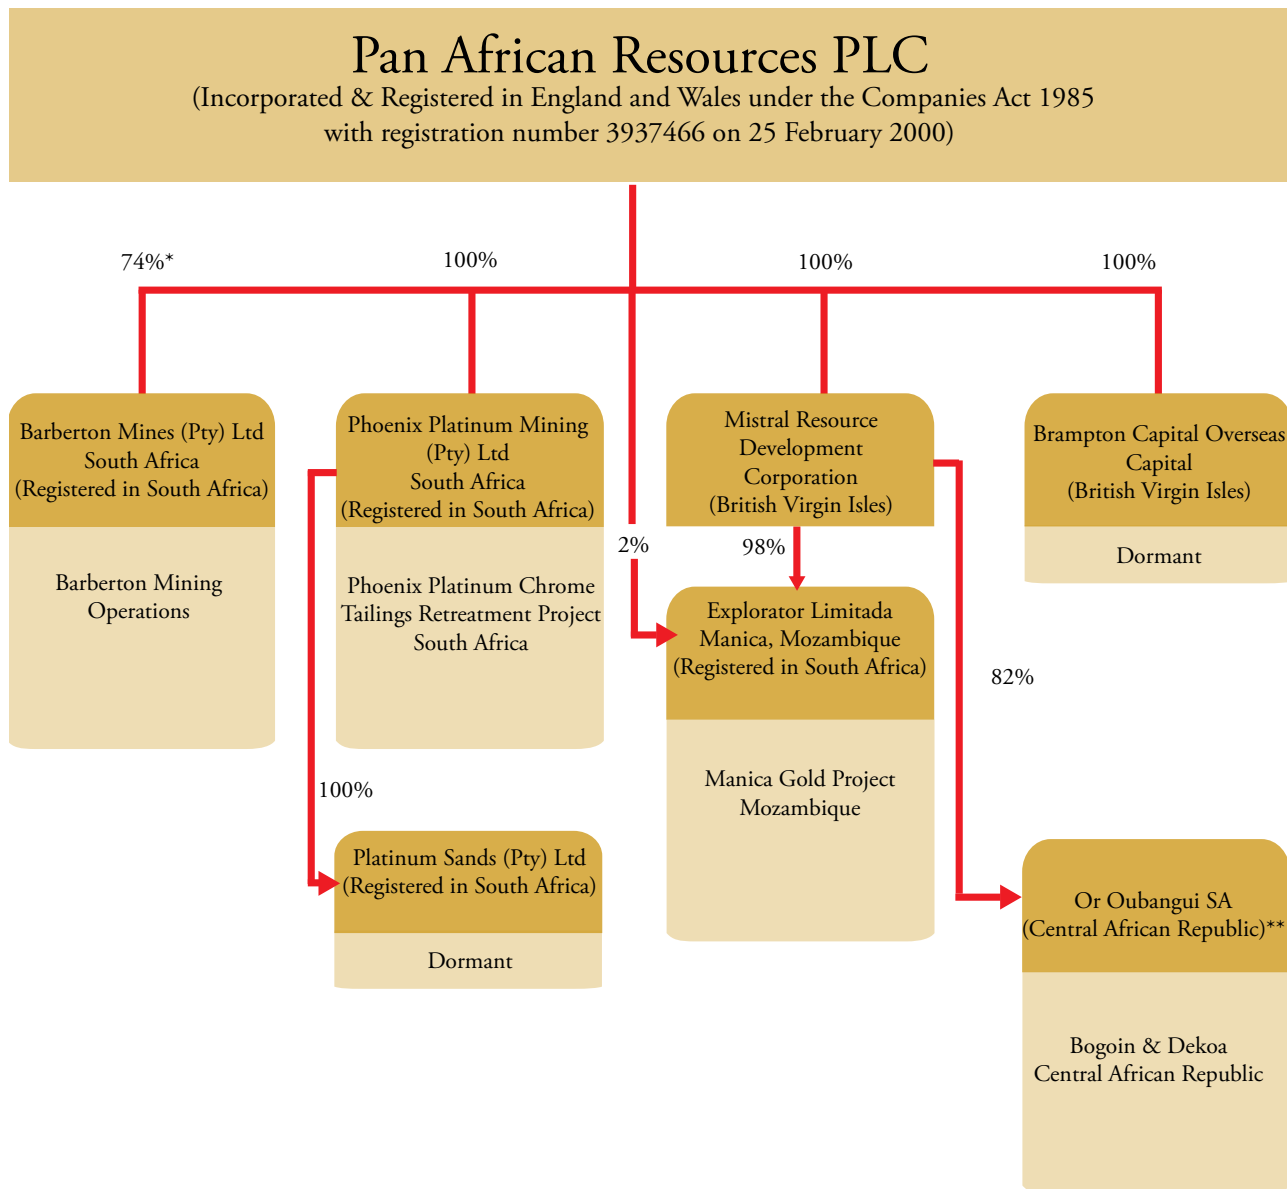 Pan African Resources PLC
(Incorporated & Registered in England and Wales under the Companies Act 1985
with registration number 3937466 on 25 February 2000)
74%*
100%
100%
100%
Barberton Mines (Pty) Ltd
South Africa
(Registered in South Africa)
Barberton Mining
Operations
Phoenix Platinum Mining
(Pty) Ltd
South Africa
(Registered in South Africa)
Phoenix Platinum Chrome
Tailings Retreatment Project
South Africa
Mistral Resource
Development
Corporation
(British Virgin Isles)
Brampton Capital Overseas
Capital
(British Virgin Isles)
Dormant
2%
98%
Explorator Limitada
Manica, Mozambique
(Registered in South Africa)
Manica Gold Project
Mozambique
82%
100%
Platinum Sands (Pty) Ltd
(Registered in South Africa)
Dormant
Or Oubangui SA
(Central African Republic)**
Bogoin & Dekoa
Central African Republic